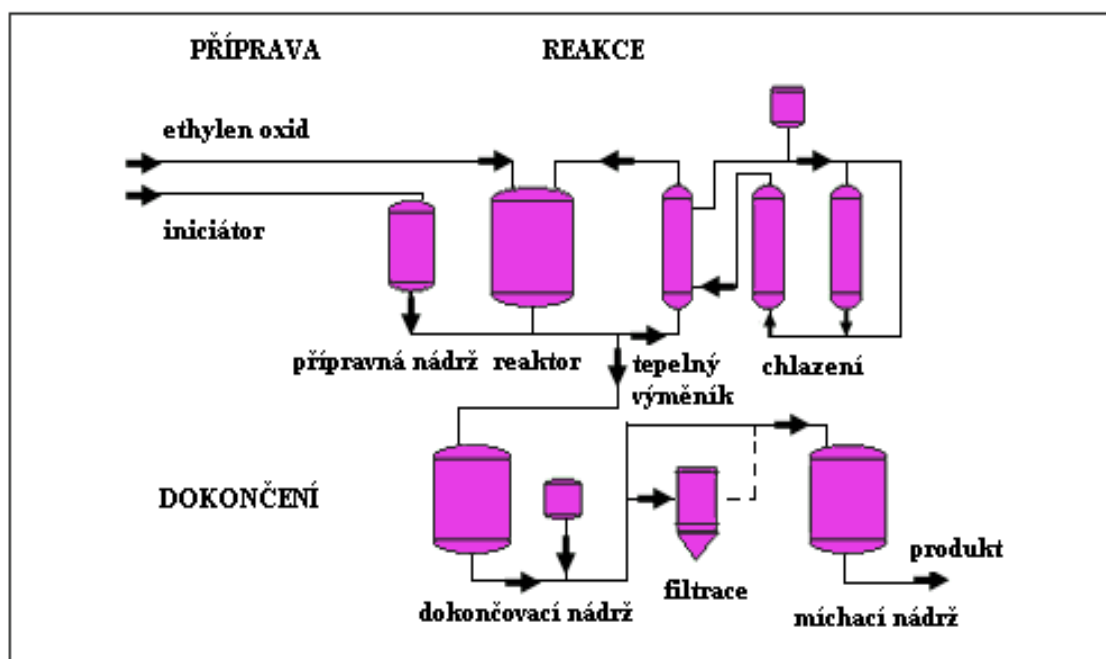 PŘÍPRAVA
REAKCE
ethylen oxid
iniciátor
přípravná nádrž
reaktor
tepelný
výměník
chlazení
DOKONČENÍ
dokončovací nádrž
filtrace
produkt
míchací nádrž